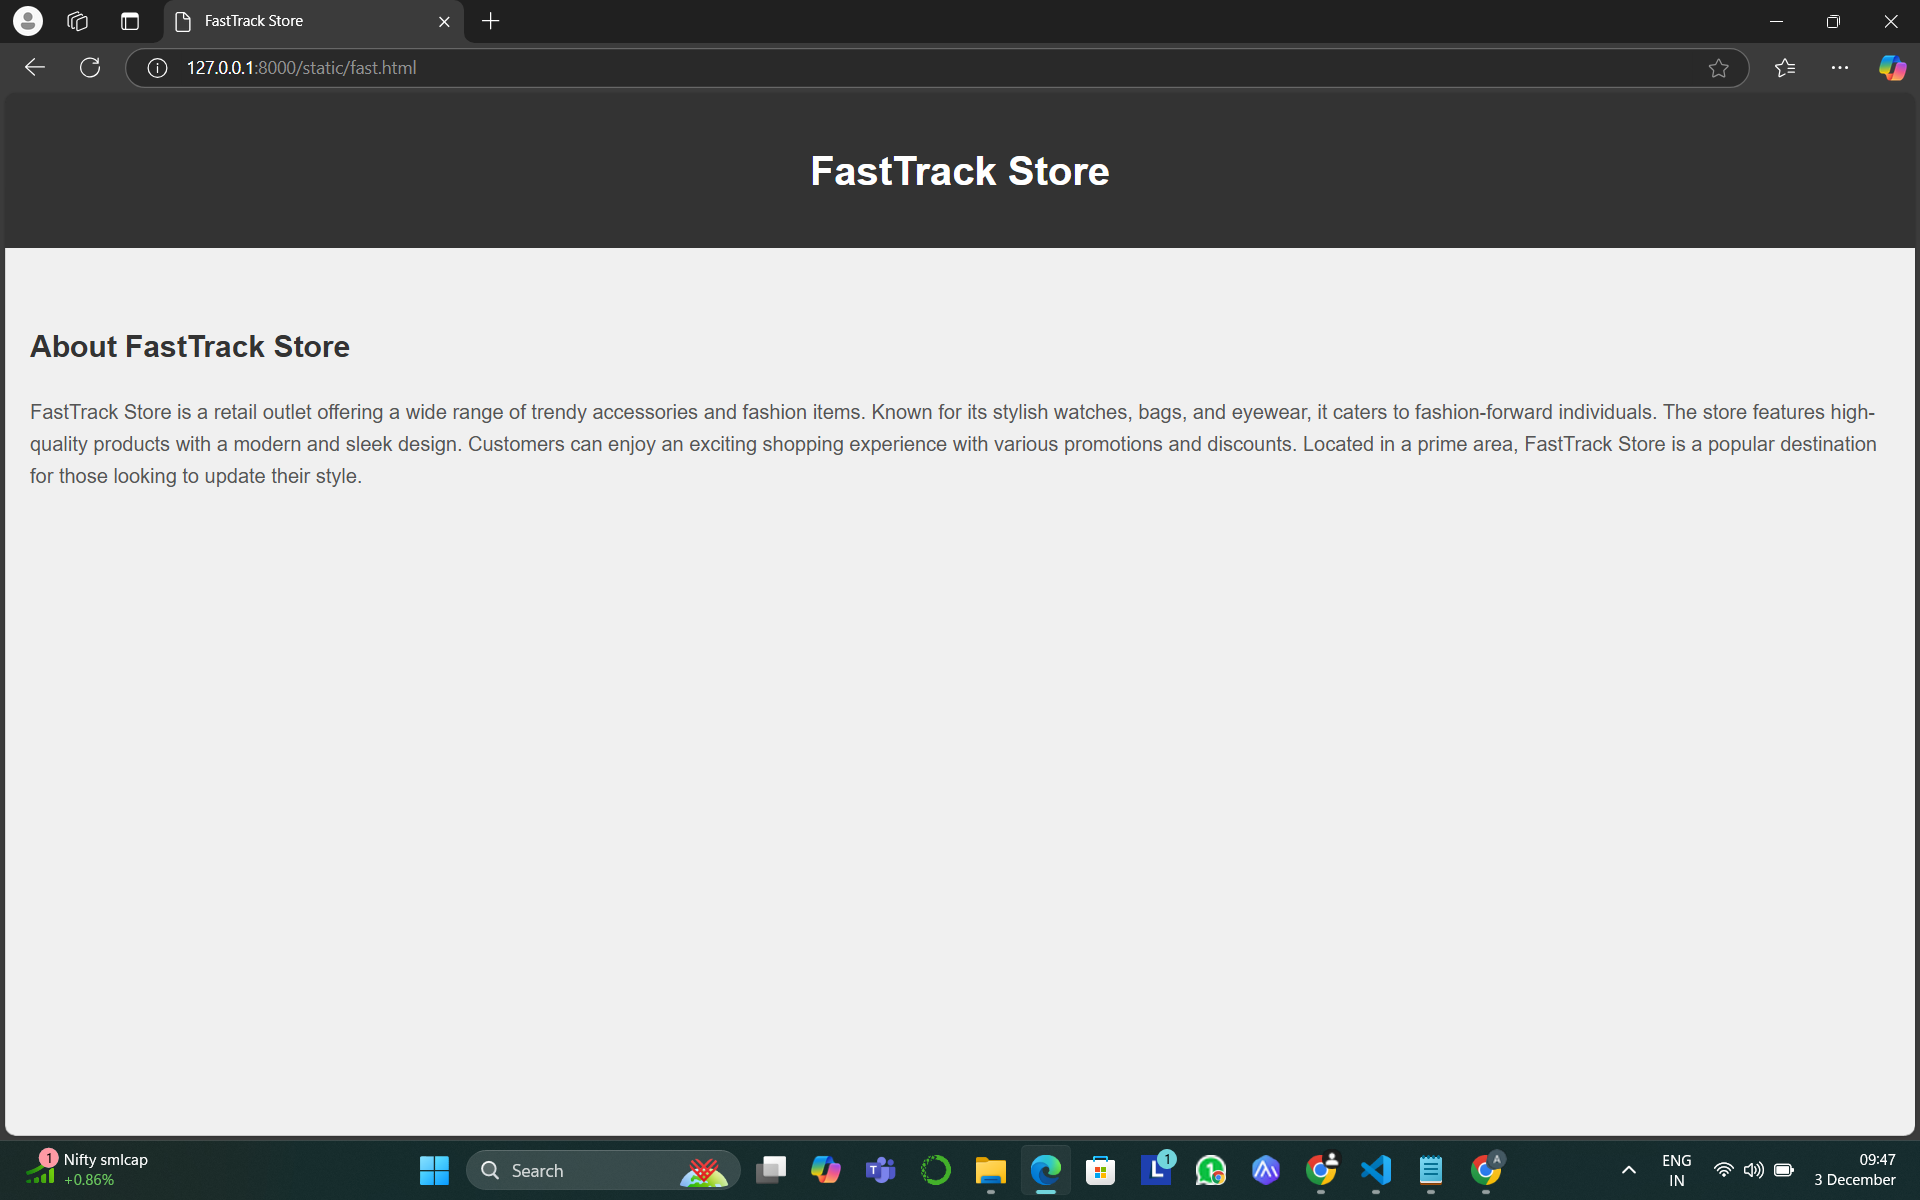 FastTrack Store
127.0.0.1:8000/static/fast.html
FastTrack Store
About FastTrack Store
FastTrack Store is a retail outlet offering a wide range of trendy accessories and fashion items. Known for its stylish watches, bags, and eyewear, it caters to fashion-forward individuals. The store features high-
quality products with a modern and sleek design. Customers can enjoy an exciting shopping experience with various promotions and discounts. Located in a prime area, FastTrack Store is a popular destination
for those looking to update their style.
1
Nifty smlcap
+0.86%
Search
T
L
1
1
A
ENG
IN
09:47
3 December